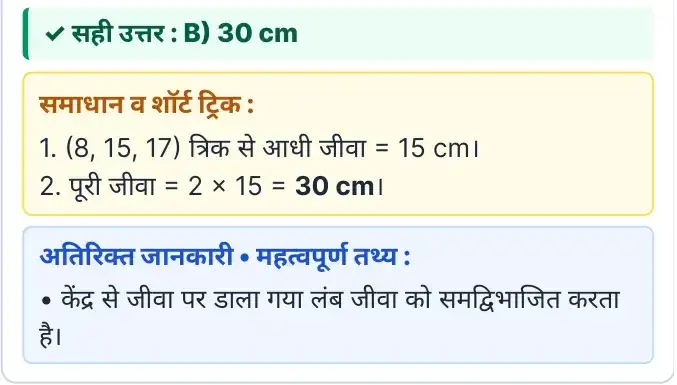 ✓ सही उत्तर : B) 30 cm
समाधान व शॉर्ट ट्रिक :
1. (8, 15, 17) त्रिक से आधी जीवा = 15 cm।
2. पूरी जीवा = 2 × 15 = 30 cm।
अतिरिक्त जानकारी • महत्वपूर्ण तथ्य :
• केंद्र से जीवा पर डाला गया लंब जीवा को समद्विभाजित करता
है।